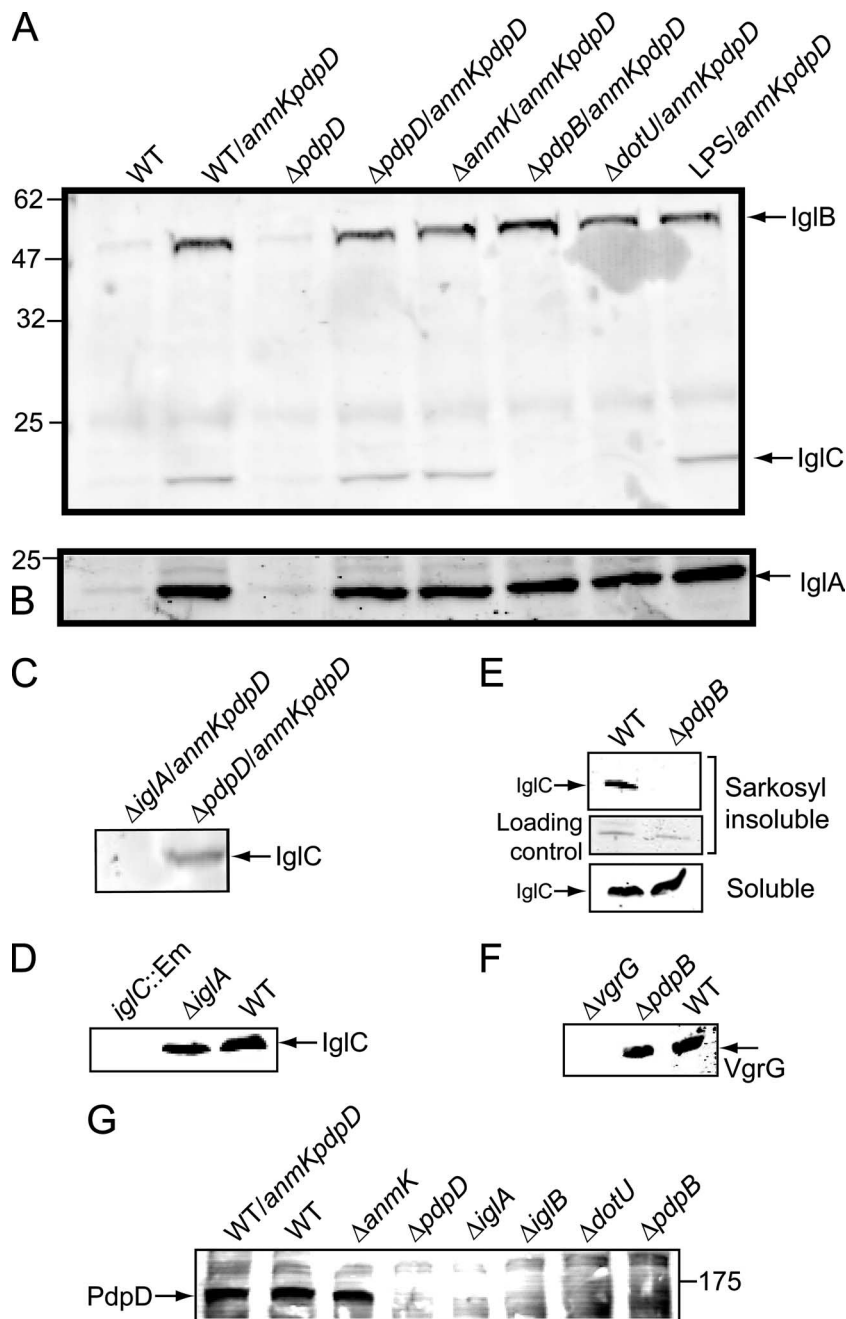 A
WT
WT/anmKpdpD
ΔpdpD
ΔpdpD/anmKpdpD
ΔanmK/anmKpdpD
ΔpdpB/anmKpdpD
ΔdotU/anmKpdpD
LPS/anmKpdpD
62
47
32
25
IglB
IglC
25
B
IglA
C
ΔiglA/anmKpdpD
ΔpdpD/anmKpdpD
IglC
E
WT
ΔpdpB
IglC
Loading
control
IglC
Sarkosyl
insoluble
Soluble
D
iglC::Em
ΔiglA
WT
IglC
F
ΔvgrG
ΔpdpB
WT
VgrG
G
WT/anmKpdpD
WT
ΔanmK
ΔpdpD
ΔiglA
ΔiglB
ΔdotU
ΔpdpB
PdpD
175